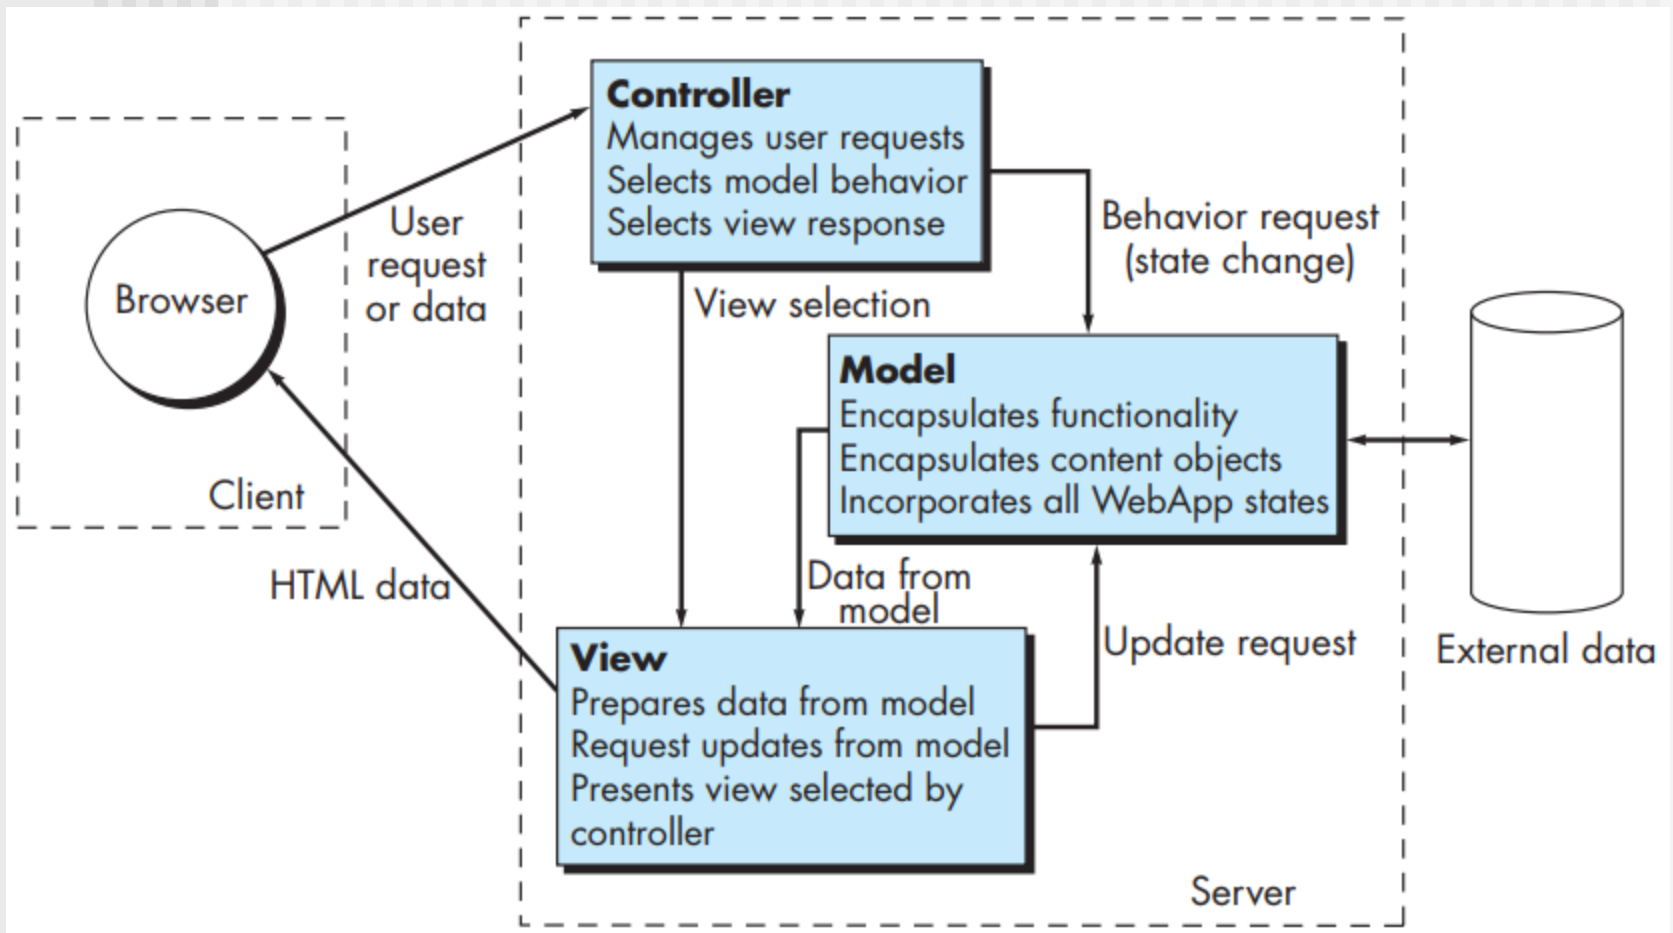 Controller
Manages user requests
Selects model behavior
Selects view response
User
request
or data
Behavior request
(state change)
Browser
View selection
Model
Encapsulates functionality
Encapsulates content objects
Incorporates all WebApp states
Client
HTML data
Data from
model
Update request
External data
View
Prepares data from model
Request updates from model
Presents view selected by
controller
Server